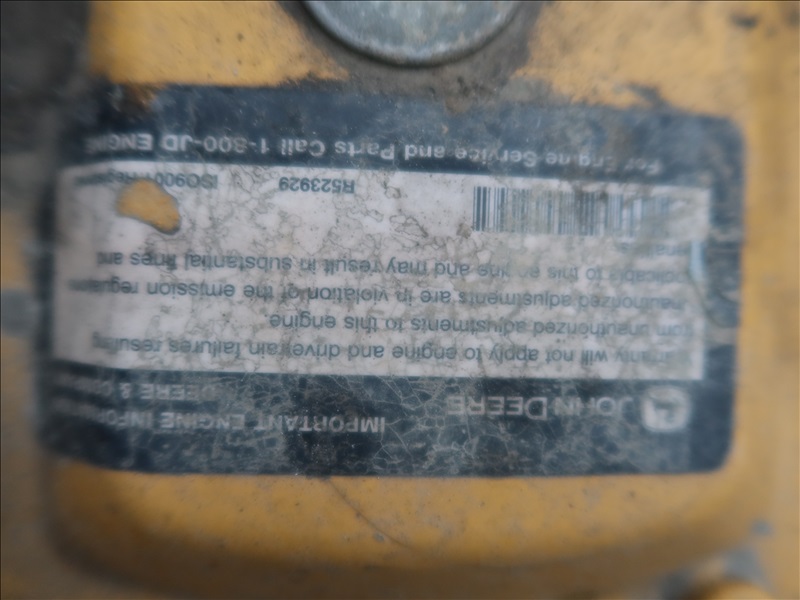 JOHN DEERE
IMPORTANT ENGINE
DEERE &
will not apply to engine and drivetrain failures resulting
unauthorized adjustments to this engine.
adjustments are in violation of the emission
to this engine and may result in substantial fines and
R523929
For Engine Service and Parts Call 1-800-JD